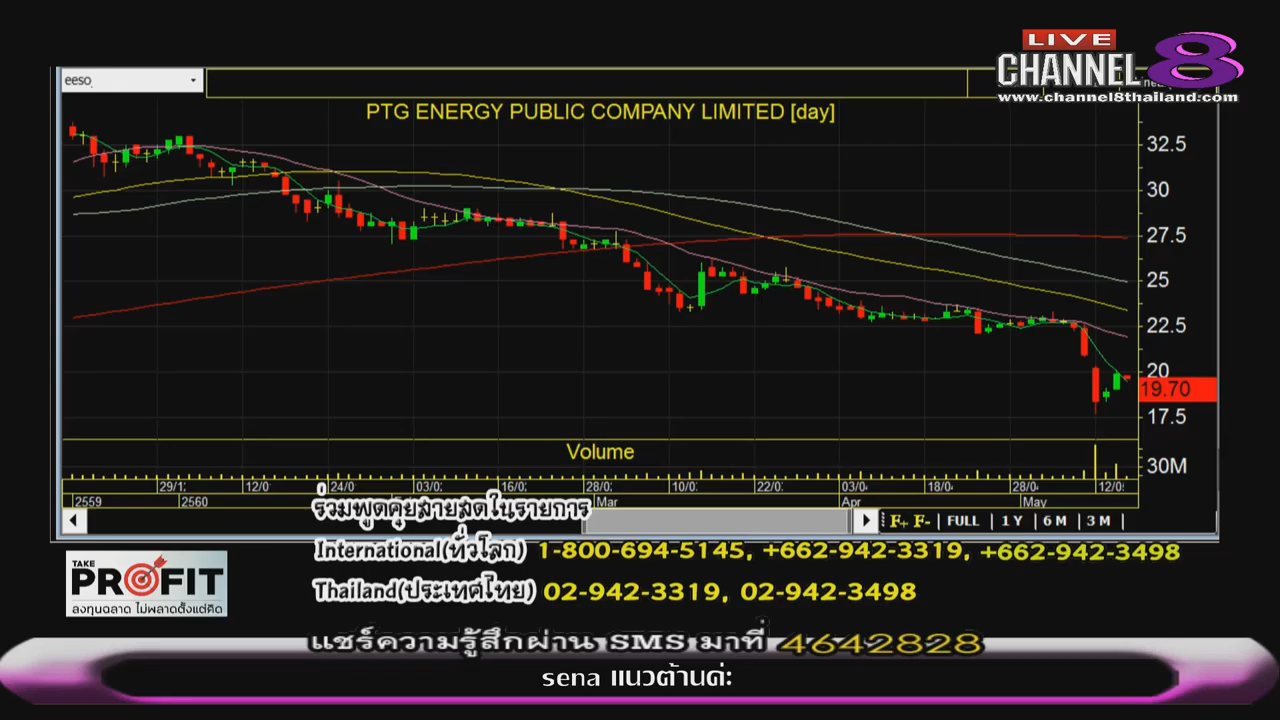 LIVE
CHANNEL 8
www.channel8thailand.com
PTG ENERGY PUBLIC COMPANY LIMITED [day]
32.5
30
27.5
25
22.5
20
19.70
17.5
Volume
30M
29/1: 12/0 24/0 03/0: 16/0: 28/0: 10/0: 22/0: 03/0 18/0 28/0 12/0
2559 2560 Mar Apr May
F+ F- FULL 1 Y 6 M 3 M
ร่วมพูดคุยสายสดในรายการ
International(ทั่วโลก) 1-800-694-5145, +662-942-3319, +662-942-3498
Thailand(ประเทศไทย) 02-942-3319, 02-942-3498
TAKE
PROFIT
ลงทุนฉลาด ไม่พลาดตั้งแต่คิด
แชร์ความรู้สึกผ่าน SMS มาที่ 4642828
sena แนวต้านค่ะ